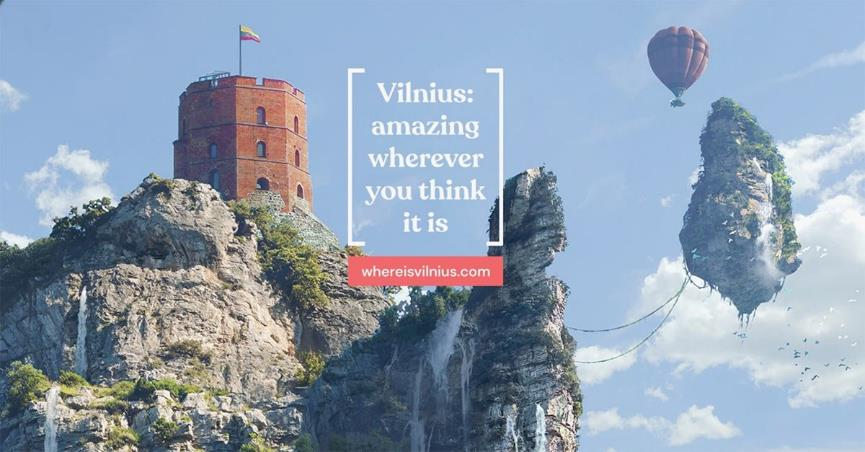 Vilnius:
amazing
wherever
you think
it is
whereisvilnius.com